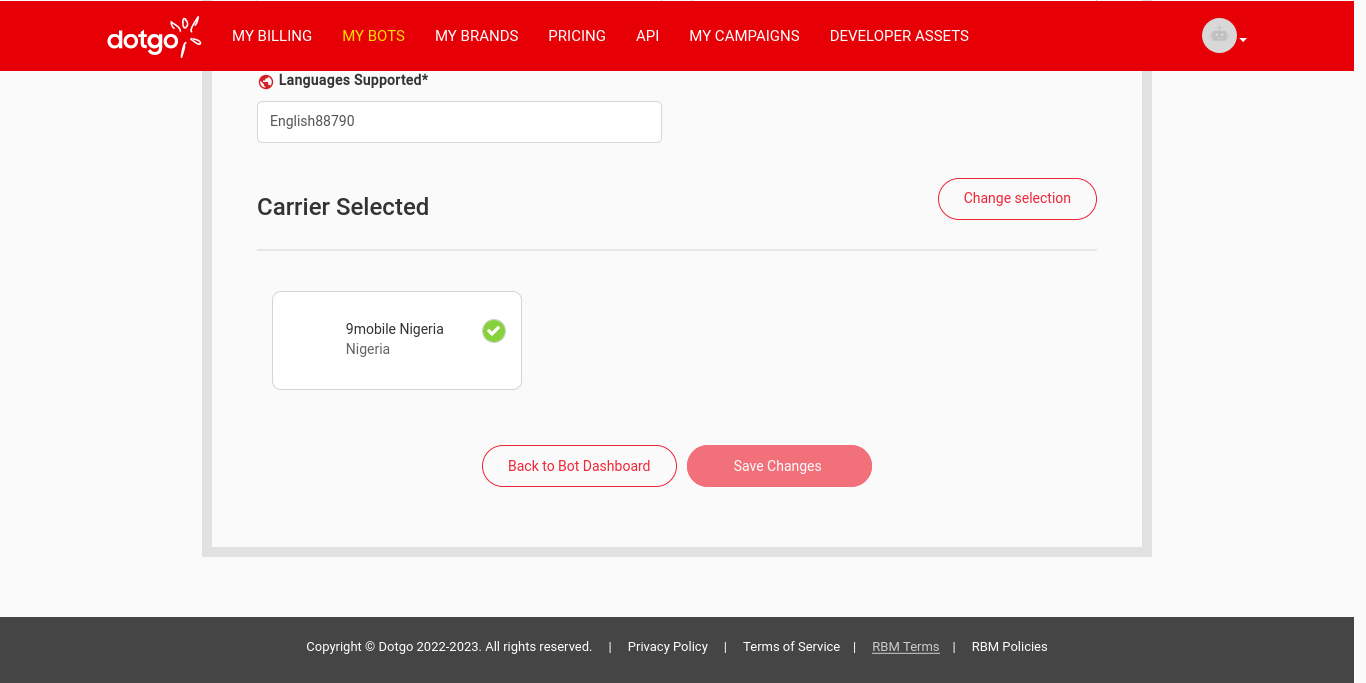 dotgo MY BILLING MY BOTS MY BRANDS PRICING API MY CAMPAIGNS DEVELOPER ASSETS
Languages Supported*
English88790
Carrier Selected
Change selection
9mobile Nigeria
Nigeria
Back to Bot Dashboard Save Changes
Copyright © Dotgo 2022-2023. All rights reserved. | Privacy Policy | Terms of Service | RBM Terms | RBM Policies